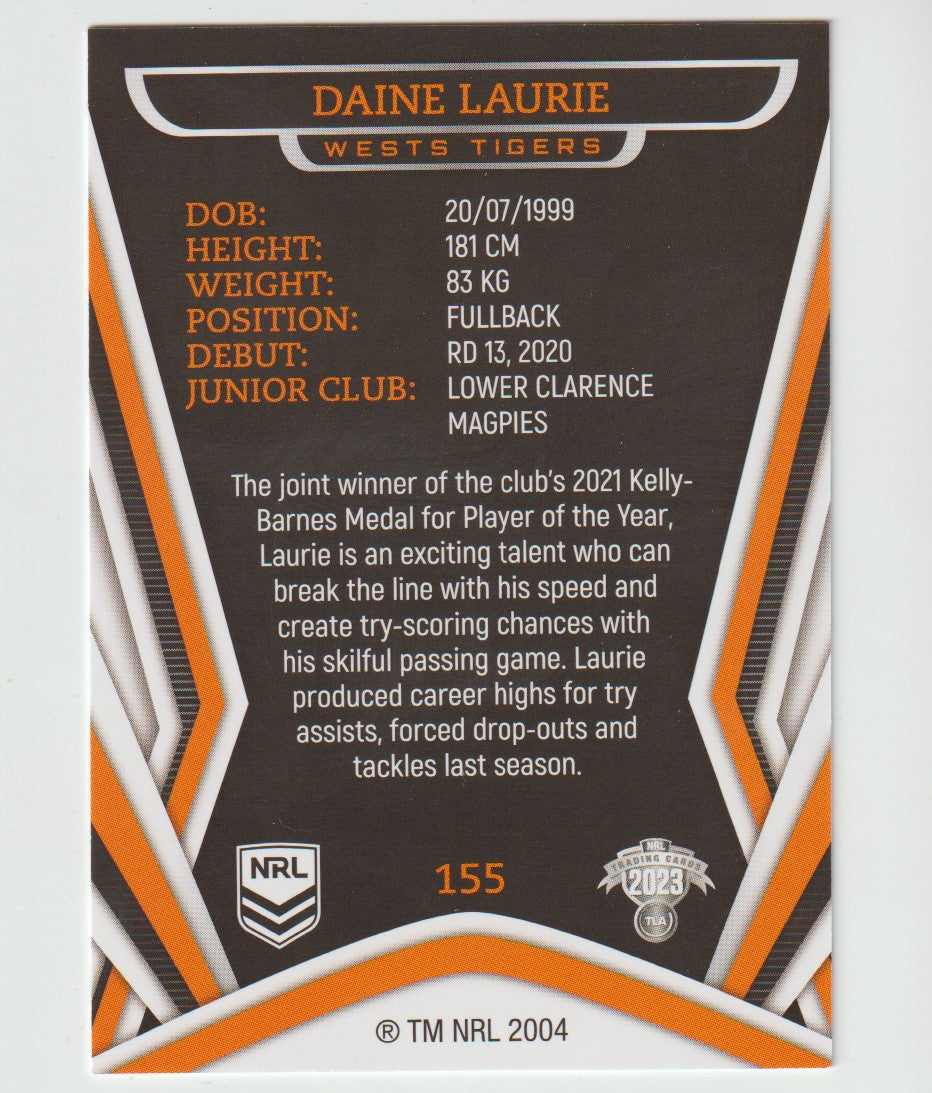 DAINE LAURIE
WESTS TIGERS
DOB: 20/07/1999
HEIGHT: 181 CM
WEIGHT: 83 KG
POSITION: FULLBACK
DEBUT: RD 13, 2020
JUNIOR CLUB: LOWER CLARENCE
MAGPIES
The joint winner of the club's 2021 Kelly-
Barnes Medal for Player of the Year,
Laurie is an exciting talent who can
break the line with his speed and
create try-scoring chances with
his skilful passing game. Laurie
produced career highs for try
assists, forced drop-outs and
tackles last season.
NRL
155
NRL
TRADING CARDS
2023
TLA
® TM NRL 2004